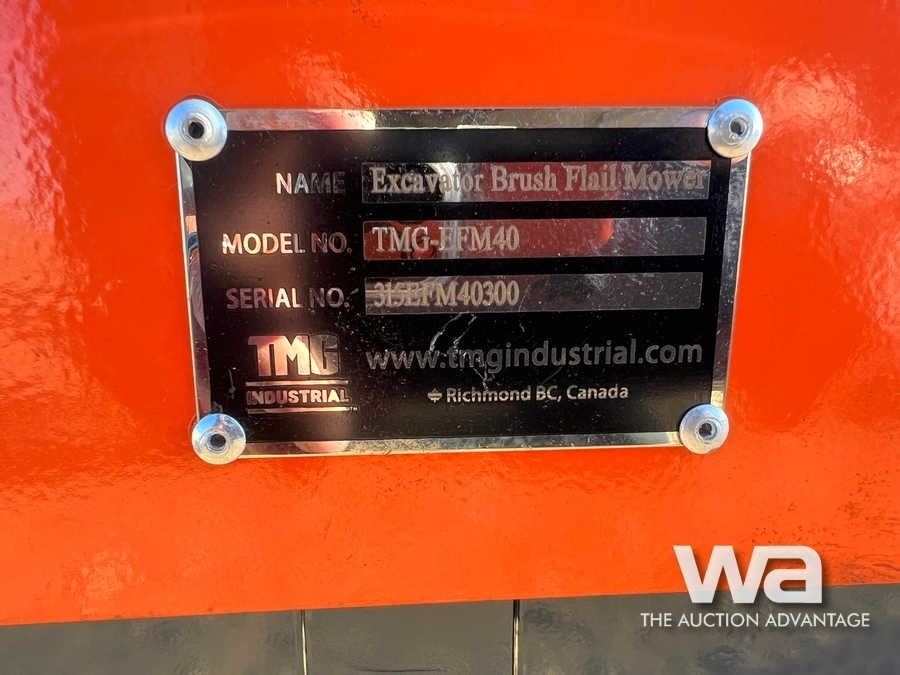 NAME Excavator Brush Flail Mower
MODEL NO. TMG-EFM40
SERIAL NO. 315EFM40300
TMG
INDUSTRIAL
www.tmgindustrial.com
Richmond BC, Canada
wa
THE AUCTION ADVANTAGE